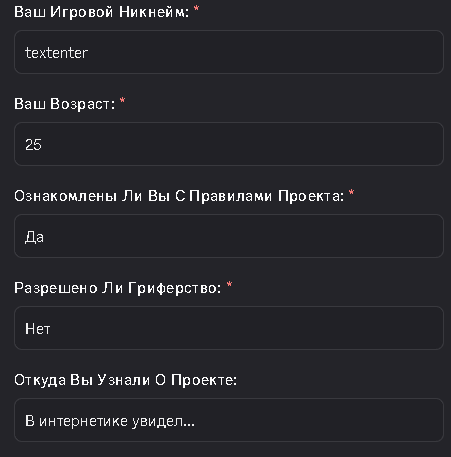 Ваш Игровой Никнейм: *
textenter
Ваш Возраст: *
25
Ознакомлены Ли Вы С Правилами Проекта: *
Да
Разрешено Ли Гриферство: *
Нет
Откуда Вы Узнали О Проекте:
В интернетике увидел...